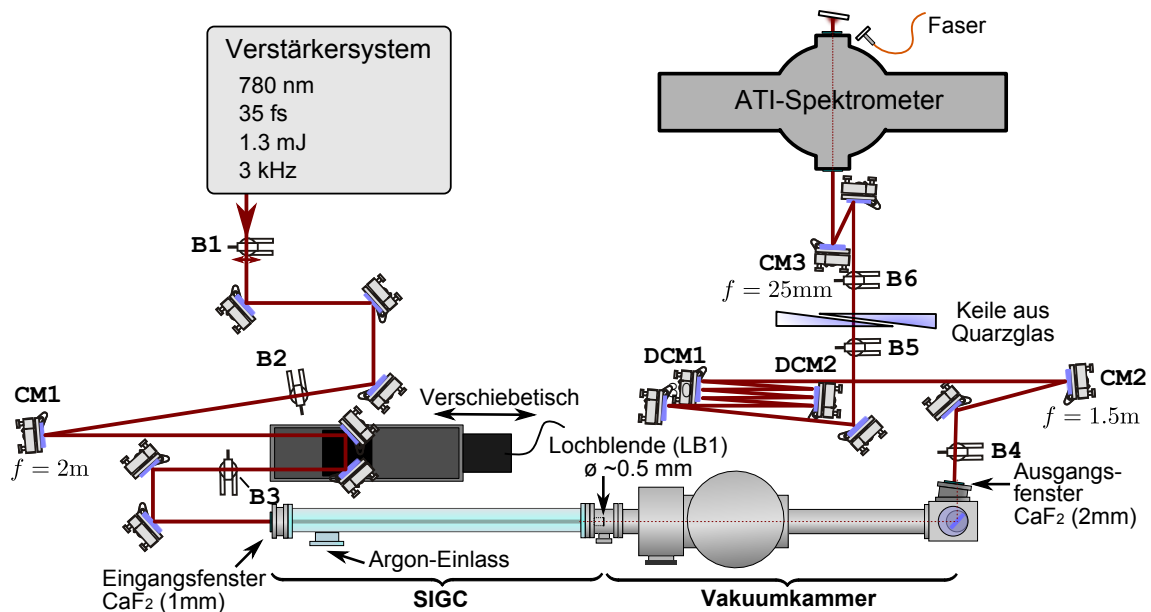 Verstärkersystem
780 nm
35 fs
1.3 mJ
3 kHz
Faser
ATI-Spektrometer
B1
CM3
f = 25mm
B6
Keile aus
Quarzglas
B5
B2
DCM1
DCM2
CM1
f = 2m
CM2
f = 1.5m
Verschiebetisch
Lochblende (LB1)
ø ~0.5 mm
B3
B4
Ausgangs-
fenster
CaF₂ (2mm)
Argon-Einlass
Eingangsfenster
CaF₂ (1mm)
SIGC
Vakuumkammer